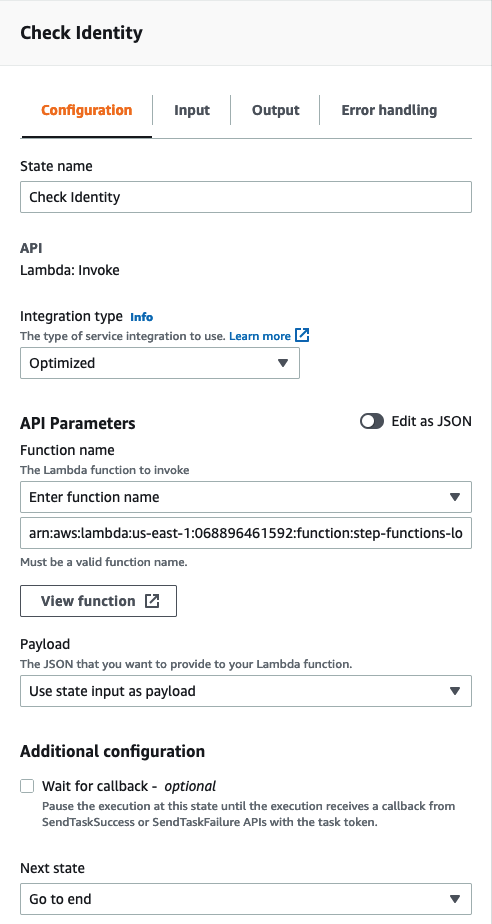 Check Identity
Configuration Input Output Error handling
State name
Check Identity
API
Lambda: Invoke
Integration type Info
The type of service integration to use. Learn more
Optimized
API Parameters Edit as JSON
Function name
The Lambda function to invoke
Enter function name
arn:aws:lambda:us-east-1:068896461592:function:step-functions-lo
Must be a valid function name.
View function
Payload
The JSON that you want to provide to your Lambda function.
Use state input as payload
Additional configuration
Wait for callback - optional
Pause the execution at this state until the execution receives a callback from
SendTaskSuccess or SendTaskFailure APIs with the task token.
Next state
Go to end